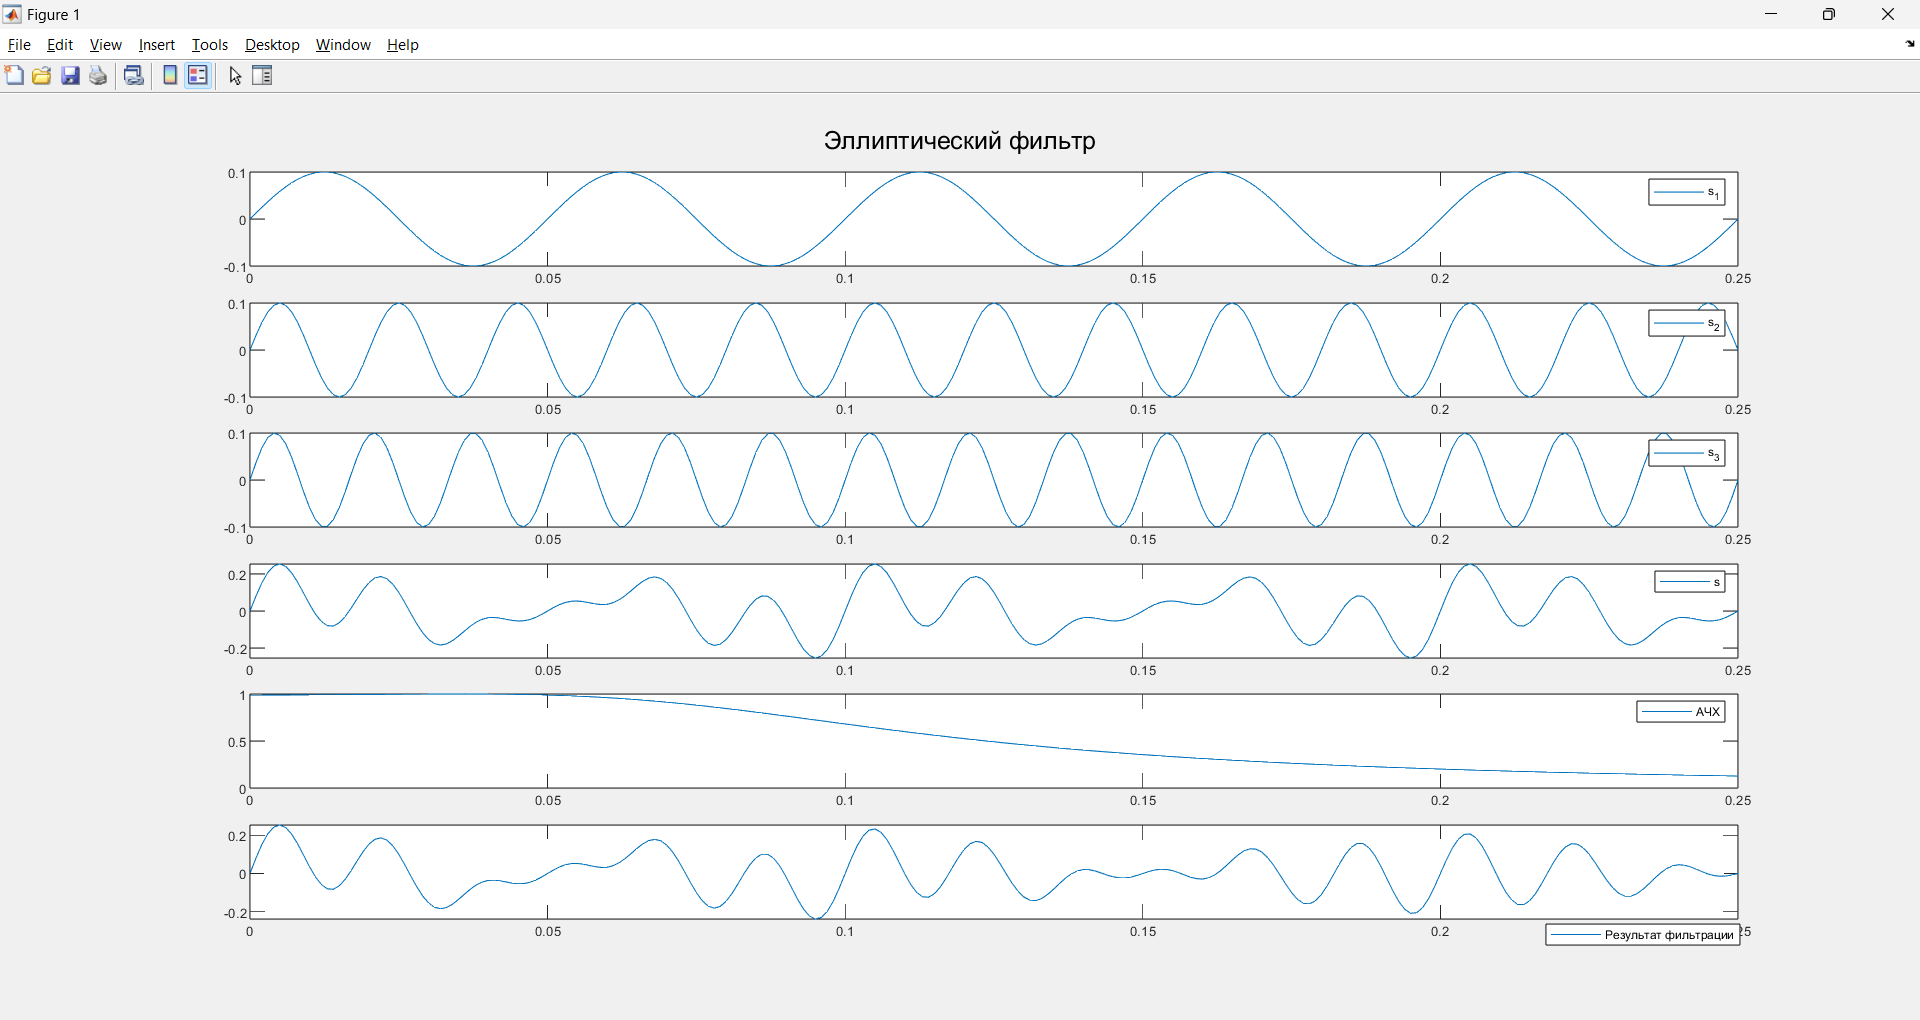 Figure 1
File Edit View Insert Tools Desktop Window Help
Эллиптический фильтр
0.1
0
-0.1
0 0.05 0.1 0.15 0.2 0.25
s1
0.1
0
-0.1
0 0.05 0.1 0.15 0.2 0.25
s2
0.1
0
-0.1
0 0.05 0.1 0.15 0.2 0.25
s3
0.2
0
-0.2
0 0.05 0.1 0.15 0.2 0.25
s
1
0.5
0
0 0.05 0.1 0.15 0.2 0.25
АЧХ
0.2
0
-0.2
0 0.05 0.1 0.15 0.2 25
Результат фильтрации